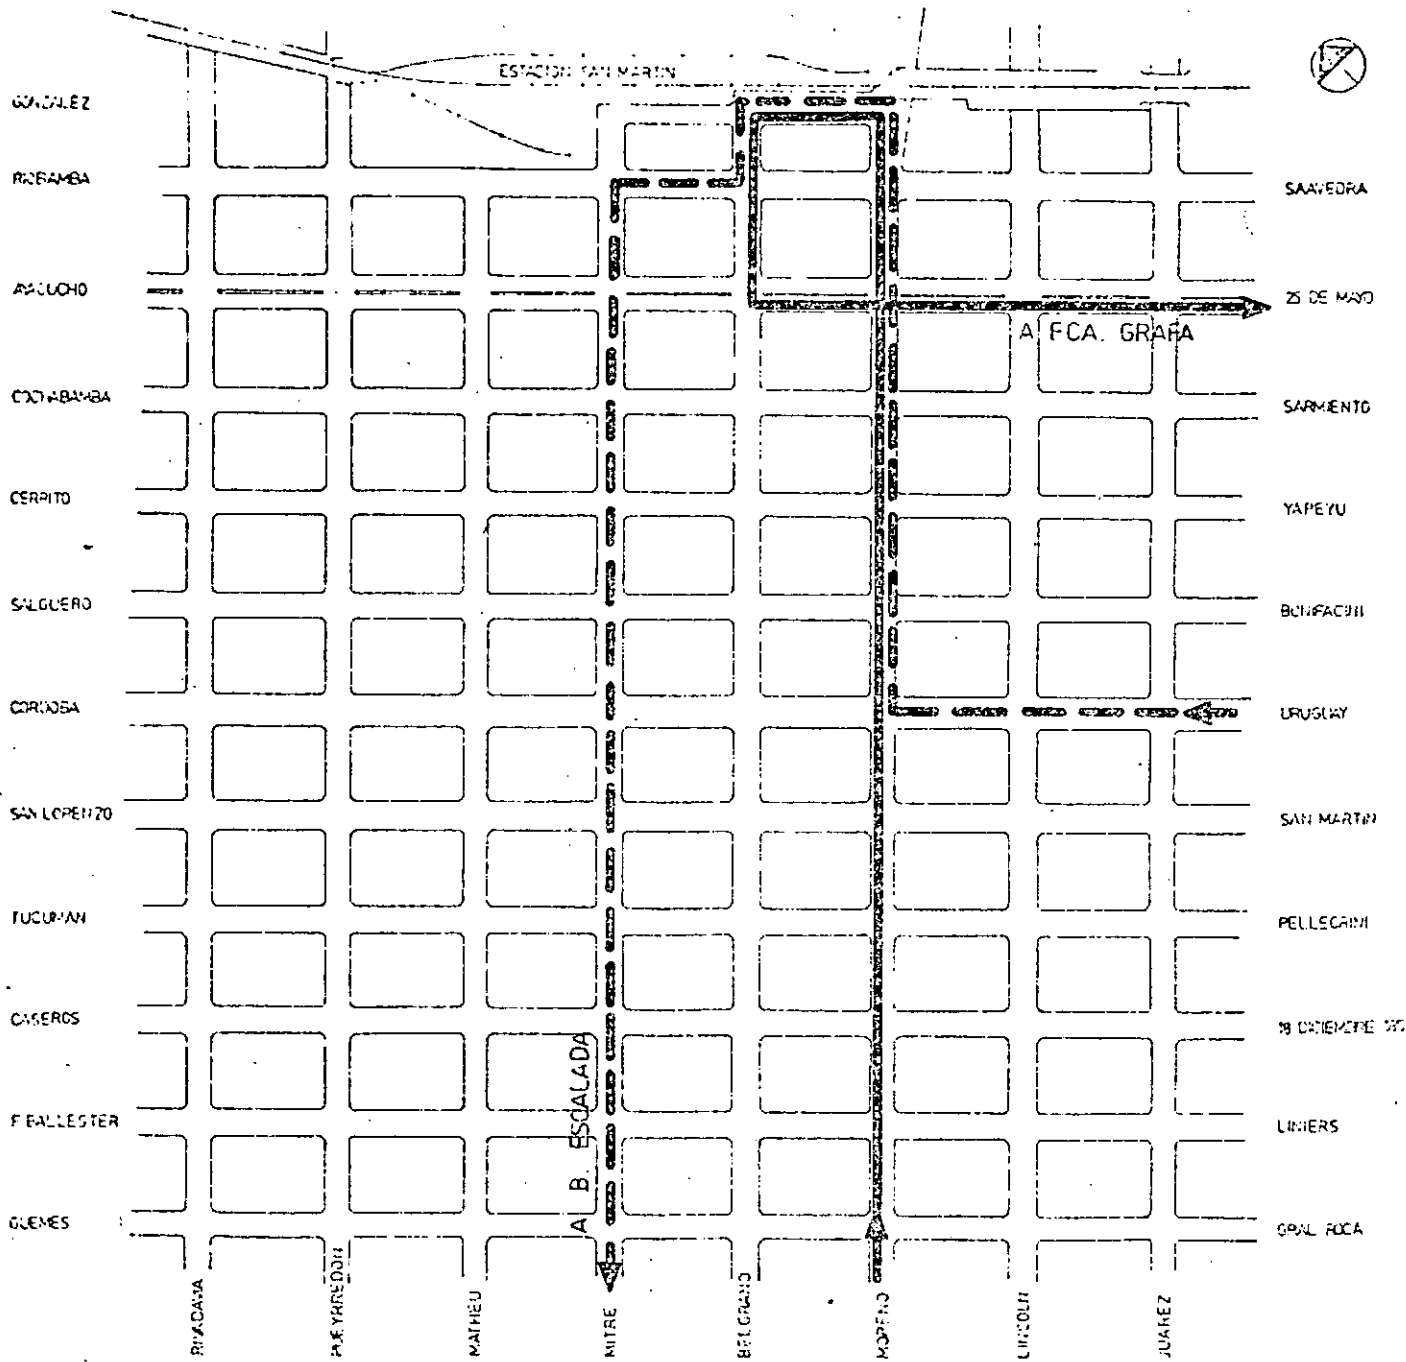 ESTACION SAN MARTIN
GONZALEZ
RIOBAMBA
SAAVEDRA
AYACUCHO
25 DE MAYO
A FCA. GRAFA
COCHABAMBA
SARMIENTO
CERRITO
YAPEYU
SALGUERO
BONIFACINI
CORDOBA
URUGUAY
SAN LORENZO
SAN MARTIN
TUCUMAN
PELLEGRINI
CASEROS
18 DICIEMBRE
A B. ESCALADA
F BALLESTER
LINIERS
GUEMES
GRAL ROCA
RIVADAVIA
PUEYRREDON
MATHEU
MITRE
BELGRANO
MORENO
LINCOLN
JUAREZ